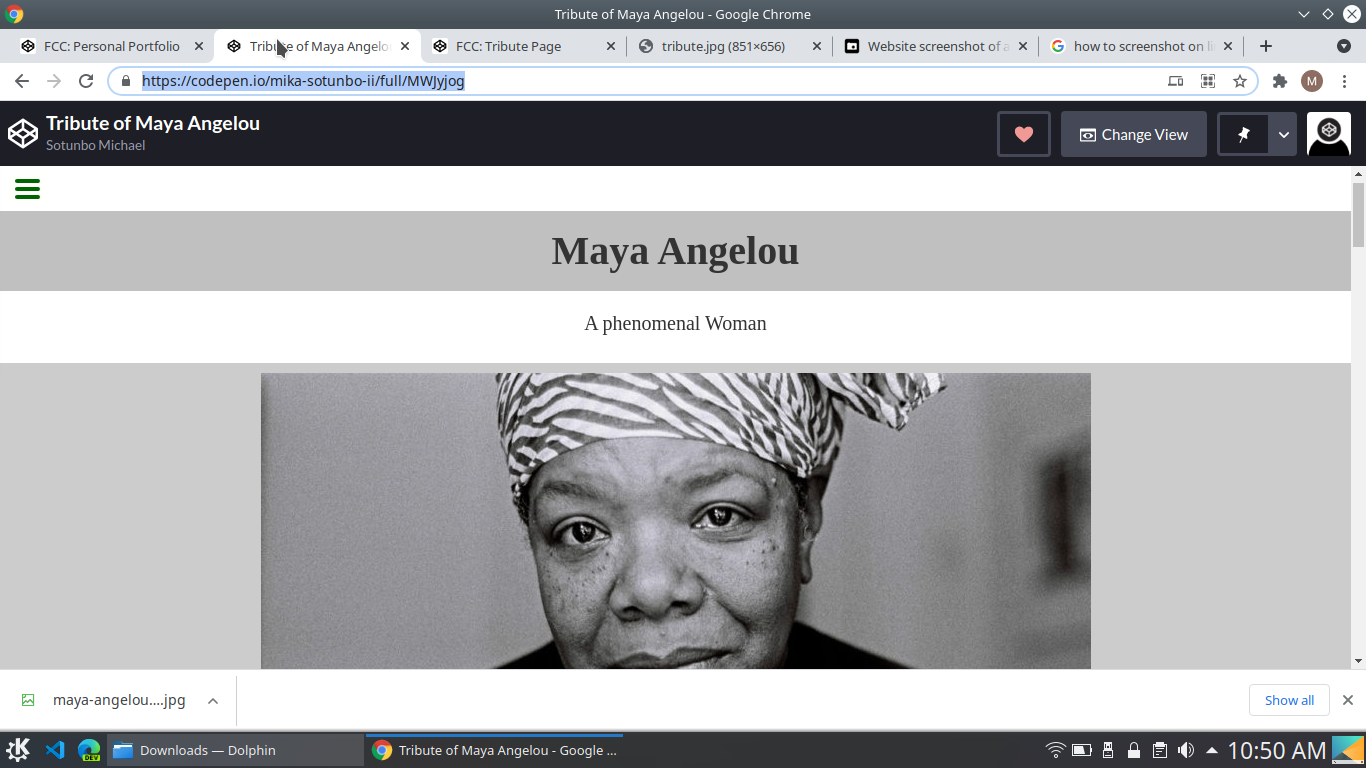 Tribute of Maya Angelou - Google Chrome
FCC: Personal Portfolio
Tribute of Maya Angelo
FCC: Tribute Page
tribute.jpg (851×656)
Website screenshot of a
how to screenshot on li
https://codepen.io/mika-sotunbo-ii/full/MWJyjog
M
Tribute of Maya Angelou
Sotunbo Michael
Change View
Maya Angelou
A phenomenal Woman
maya-angelou....jpg
Show all
DEV
Downloads — Dolphin
Tribute of Maya Angelou - Google ...
10:50 AM